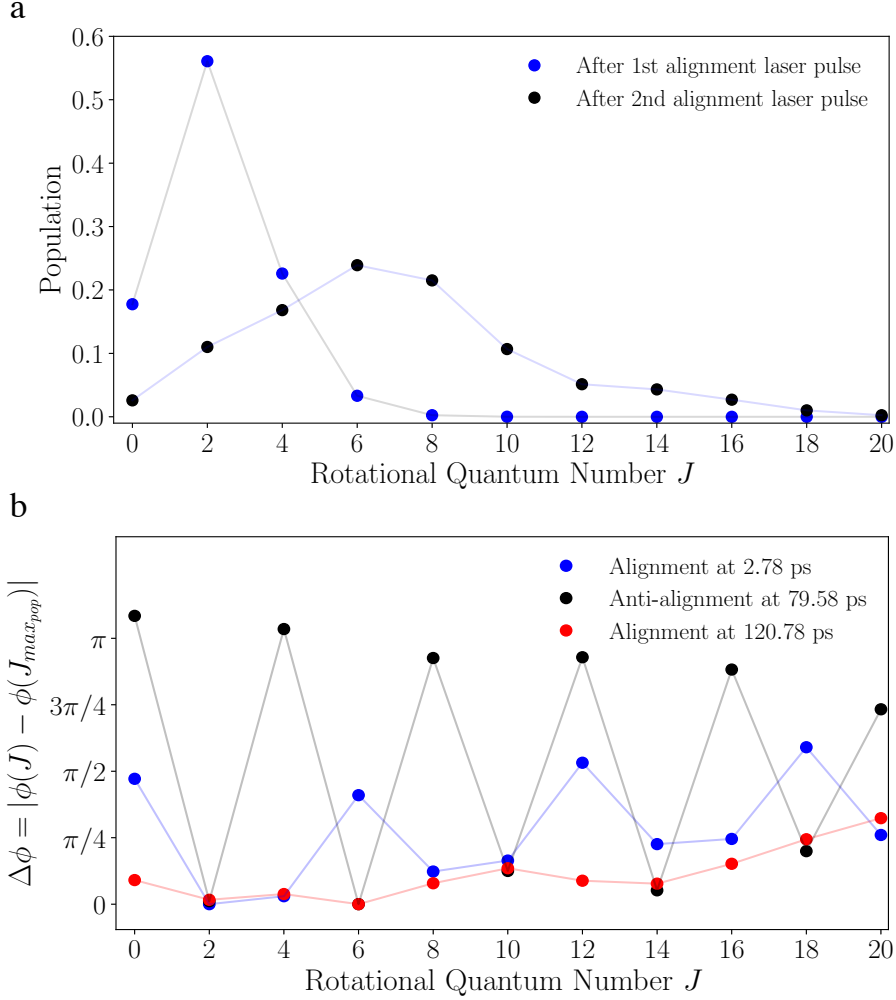 a
0.6
0.5
0.4
0.3
0.2
0.1
0.0
Population
After 1st alignment laser pulse
After 2nd alignment laser pulse
0 2 4 6 8 10 12 14 16 18 20
Rotational Quantum Number J
b
Δϕ = |ϕ(J) − ϕ(J_{max_{pop}})|
π
3π/4
π/2
π/4
0
Alignment at 2.78 ps
Anti-alignment at 79.58 ps
Alignment at 120.78 ps
0 2 4 6 8 10 12 14 16 18 20
Rotational Quantum Number J